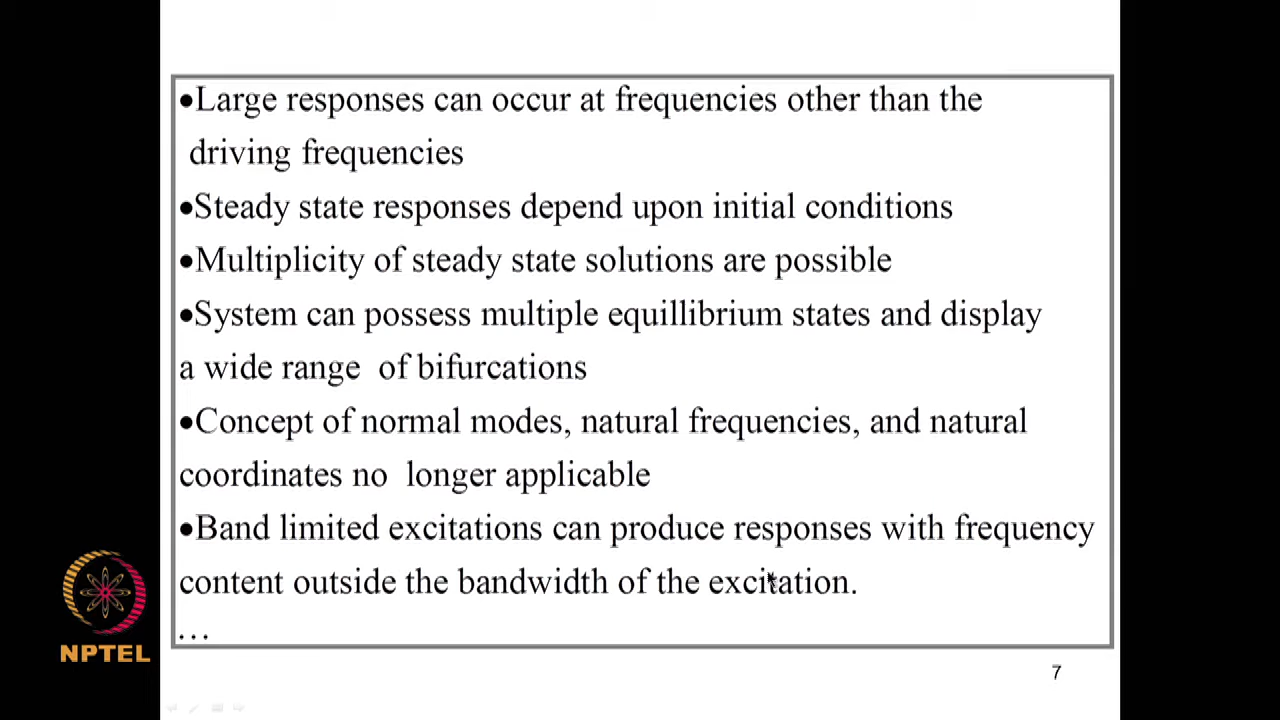 •Large responses can occur at frequencies other than the
driving frequencies
•Steady state responses depend upon initial conditions
•Multiplicity of steady state solutions are possible
•System can possess multiple equillibrium states and display
a wide range of bifurcations
•Concept of normal modes, natural frequencies, and natural
coordinates no longer applicable
•Band limited excitations can produce responses with frequency
content outside the bandwidth of the excitation.
…
NPTEL
7